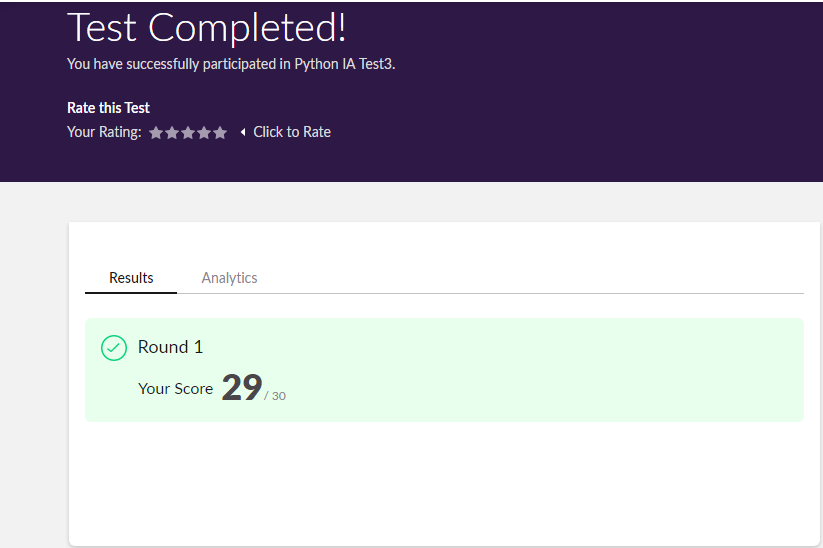 Test Completed!
You have successfully participated in Python IA Test3.
Rate this Test
Your Rating: Click to Rate
Results Analytics
Round 1
Your Score 29 / 30